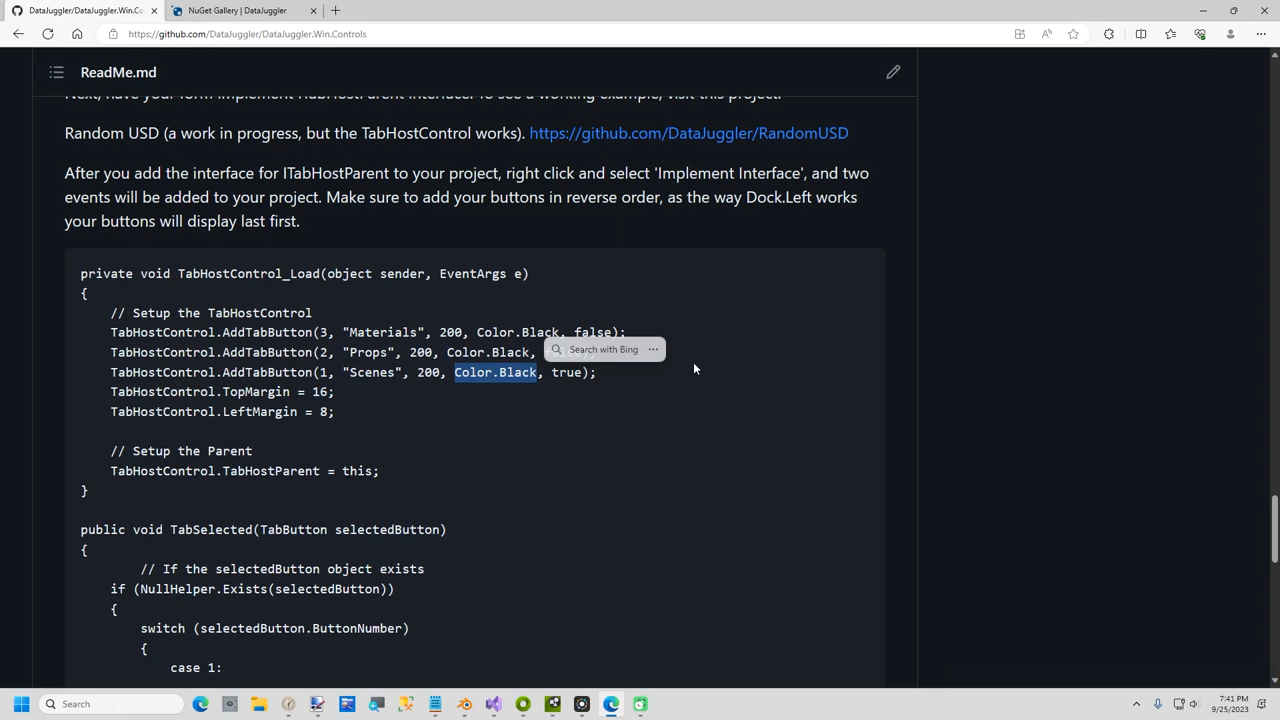 DataJuggler/DataJuggler.Win.Co
NuGet Gallery | DataJuggler
https://github.com/DataJuggler/DataJuggler.Win.Controls
ReadMe.md
Random USD (a work in progress, but the TabHostControl works). https://github.com/DataJuggler/RandomUSD
After you add the interface for ITabHostParent to your project, right click and select 'Implement Interface', and two
events will be added to your project. Make sure to add your buttons in reverse order, as the way Dock.Left works
your buttons will display last first.
private void TabHostControl_Load(object sender, EventArgs e)
{
// Setup the TabHostControl
TabHostControl.AddTabButton(3, "Materials", 200, Color.Black, false);
TabHostControl.AddTabButton(2, "Props", 200, Color.Black,
Search with Bing
TabHostControl.AddTabButton(1, "Scenes", 200, Color.Black, true);
TabHostControl.TopMargin = 16;
TabHostControl.LeftMargin = 8;
// Setup the Parent
TabHostControl.TabHostParent = this;
}
public void TabSelected(TabButton selectedButton)
{
// If the selectedButton object exists
if (NullHelper.Exists(selectedButton))
{
switch (selectedButton.ButtonNumber)
{
case 1:
Search
7:41 PM
9/25/2023